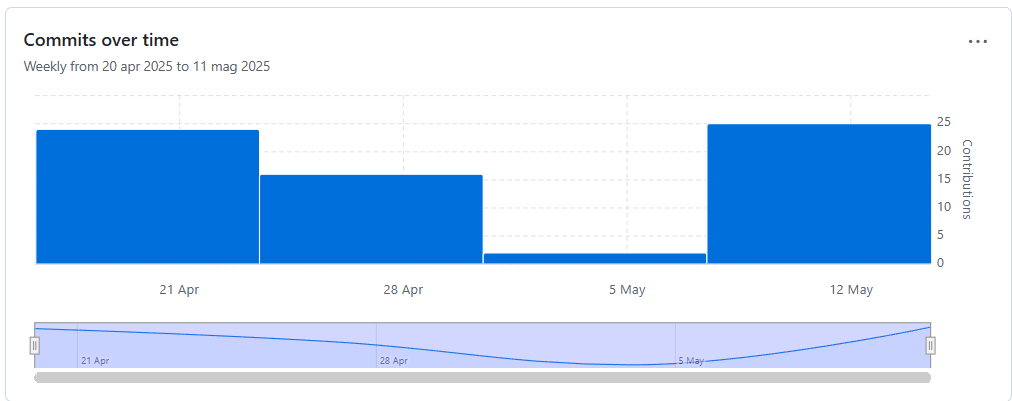 Commits over time
Weekly from 20 apr 2025 to 11 mag 2025
25
20
15
10
5
0
Contributions
21 Apr
28 Apr
5 May
12 May
21 Apr
28 Apr
5 May